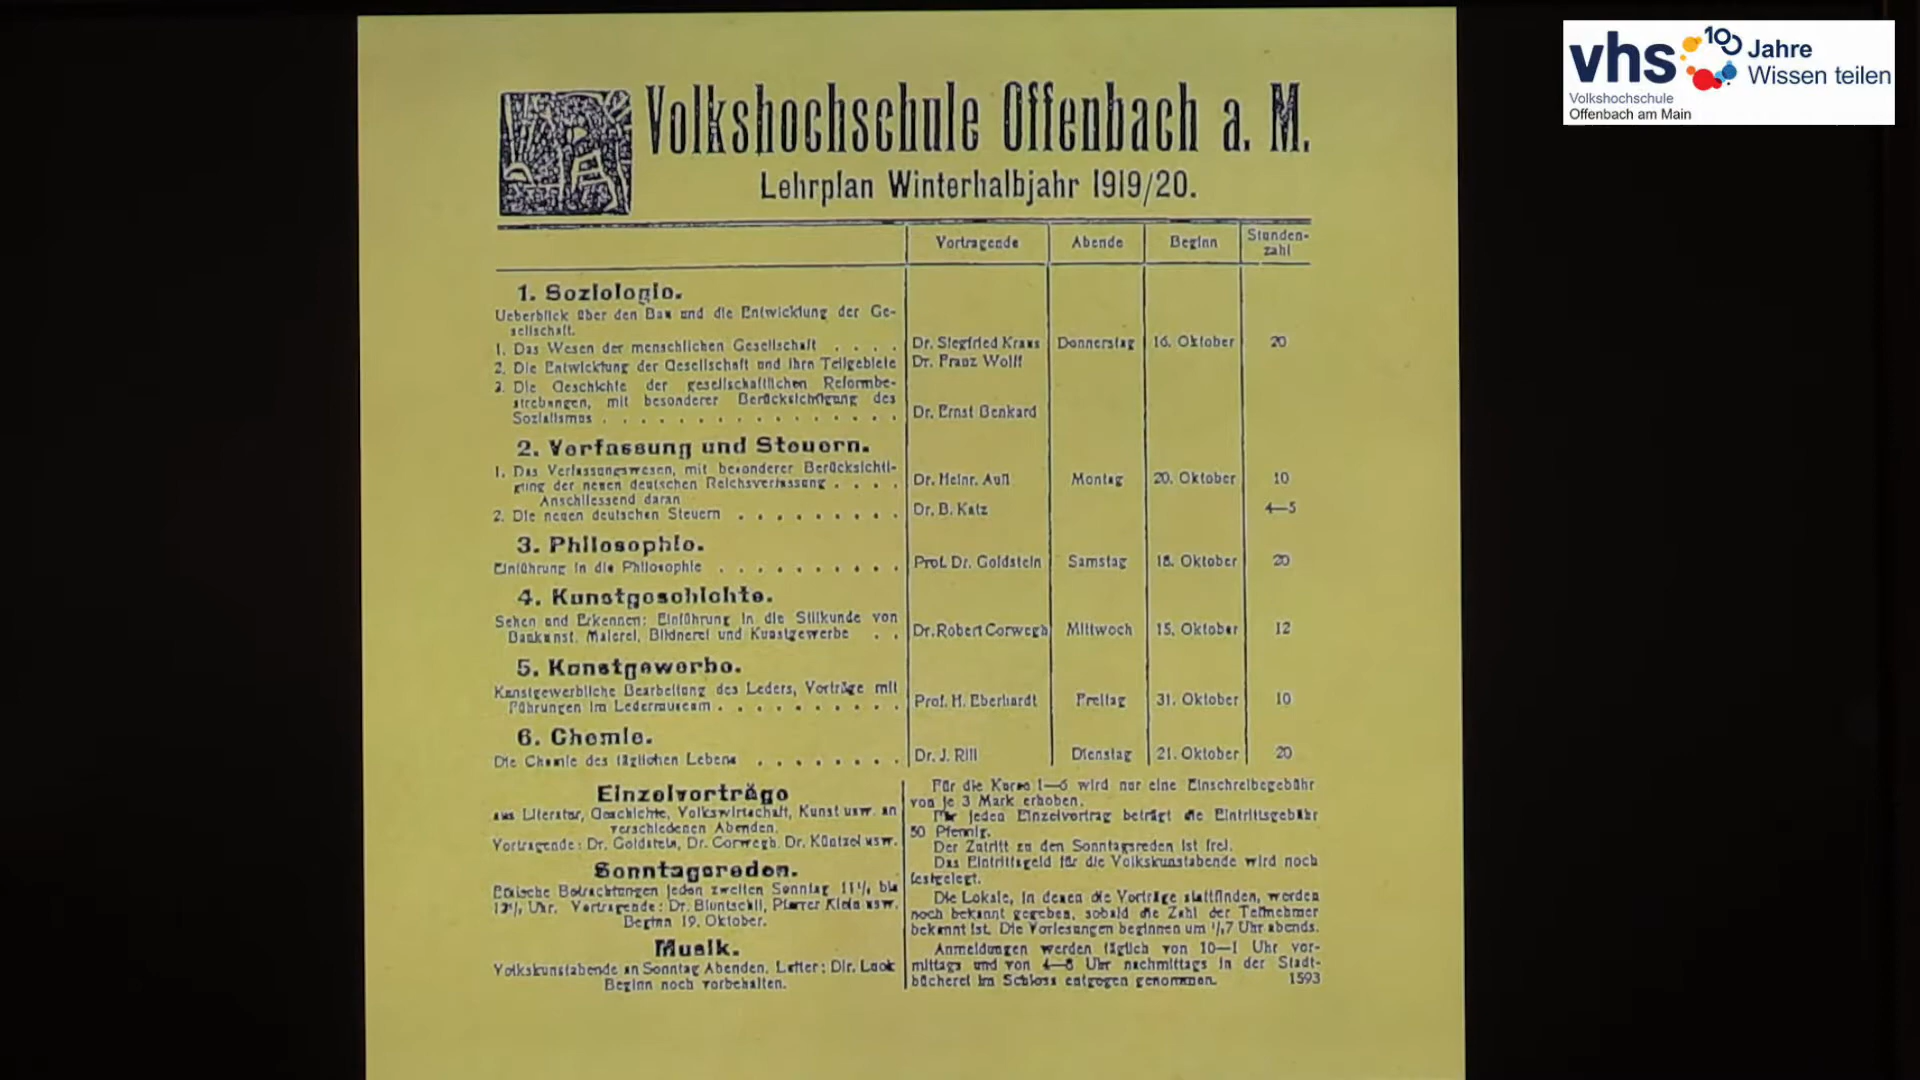 vhs 100 Jahre
Wissen teilen
Volkshochschule
Offenbach am Main
Volkshochschule Offenbach a. M.
Lehrplan Winterhalbjahr 1919/20.
Vortragende Abende Beginn Stunden-
zahl
1. Soziologie.
Ueberblick über den Bau und die Entwicklung der Ge-
sellschaft.
1. Das Wesen der menschlichen Gesellschaft . . . . Dr. Siegfried Kraus Donnerstag 16. Oktober 20
2. Die Entwicklung der Gesellschaft und ihre Teilgebiete Dr. Franz Wolff
3. Die Geschichte der gesellschaftlichen Reformbe-
strebungen, mit besonderer Berücksichtigung des
Sozialismus . . . . . . . . . . . . . . Dr. Ernst Benkard
2. Verfassung und Steuern.
1. Das Verfassungswesen, mit besonderer Berücksichti-
gung der neuen deutschen Reichsverfassung . . . . Dr. Heinr. Montag 20. Oktober 10
Anschliessend daran
2. Die neuen deutschen Steuern . . . . . . . . . Dr. B. Katz 4—5
3. Philosophie.
Einführung in die Philosophie . . . . . . . . . . Prof. Dr. Goldstein Samstag 18. Oktober 20
4. Kunstgeschichte.
Sehen und Erkennen: Einführung in die Stilkunde von
Baukunst, Malerei, Bildnerei und Kunstgewerbe . . Dr. Robert Corwegh Mittwoch 15. Oktober 12
5. Kunstgewerbe.
Kunstgewerbliche Bearbeitung des Leders, Vorträge mit
Führungen im Ledermuseum . . . . . . . . . . Prof. H. Eberhardt Freitag 31. Oktober 10
6. Chemie.
Die Chemie des täglichen Lebens . . . . . . . . Dr. J. Rill Dienstag 21. Oktober 20
Einzelvorträge
aus Literatur, Geschichte, Volkswirtschaft, Kunst usw. an
verschiedenen Abenden.
Vortragende: Dr. Goldstein, Dr. Corwegh, Dr. Küntzel usw.
Sonntagsreden.
Ethische Betrachtungen jeden zweiten Sonntag bis
Uhr. Vortragende: Dr. Bluntschli, Pfarrer Klein usw.
Beginn 19. Oktober.
Musik.
Volkskunstabende an Sonntag Abenden. Leiter: Dir.
Beginn noch vorbehalten.
Für die Kurse 1—6 wird nur eine Einschreibegebühr
von je 3 Mark erhoben.
Für jeden Einzelvortrag beträgt die Eintrittsgebühr
50 Pfennig.
Der Zutritt zu den Sonntagsreden ist frei.
Das Eintrittsgeld für die Volkskunstabende wird noch
festgelegt.
Die Lokale, in denen die Vorträge stattfinden, werden
noch bekannt gegeben, sobald die Zahl der Teilnehmer
bekannt ist. Die Vorlesungen beginnen um ½7 Uhr abends.
Anmeldungen werden täglich von 10—1 Uhr vor-
mittags und von 4—8 Uhr nachmittags in der Stadt-
bücherei im Schloss entgegen genommen. 1593